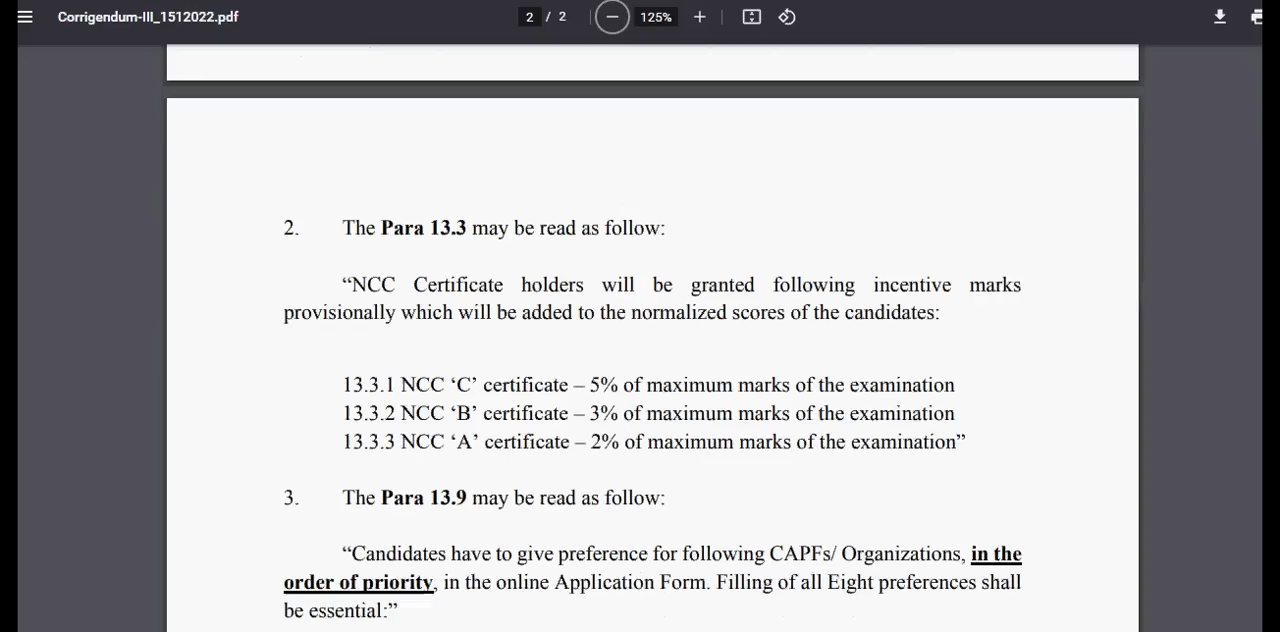 Corrigendum-III_1512022.pdf
2 / 2
125%
2. The Para 13.3 may be read as follow:
“NCC Certificate holders will be granted following incentive marks
provisionally which will be added to the normalized scores of the candidates:
13.3.1 NCC ‘C’ certificate – 5% of maximum marks of the examination
13.3.2 NCC ‘B’ certificate – 3% of maximum marks of the examination
13.3.3 NCC ‘A’ certificate – 2% of maximum marks of the examination”
3. The Para 13.9 may be read as follow:
“Candidates have to give preference for following CAPFs/ Organizations, in the
order of priority, in the online Application Form. Filling of all Eight preferences shall
be essential:”